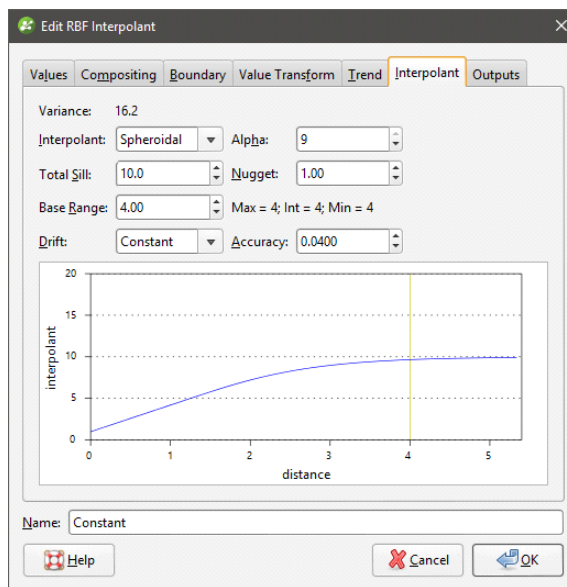 Edit RBF Interpolant
Values Compositing Boundary Value Transform Trend Interpolant Outputs
Variance: 16.2
Interpolant: Spheroidal Alpha: 9
Total Sill: 10.0 Nugget: 1.00
Base Range: 4.00 Max = 4; Int = 4; Min = 4
Drift: Constant Accuracy: 0.0400
20
15
10
5
0
interpolant
0 1 2 3 4 5
distance
Name: Constant
Help Cancel OK